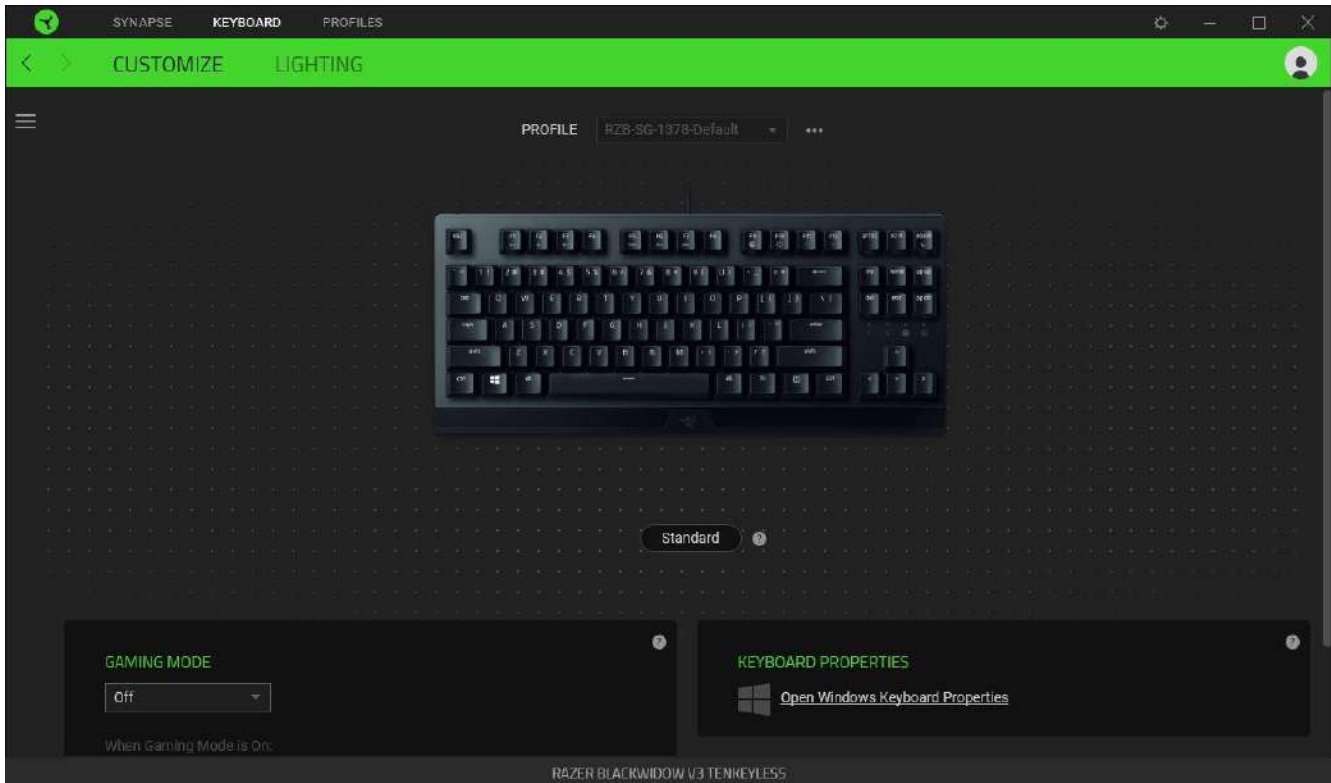 SYNAPSE KEYBOARD PROFILES
CUSTOMIZE LIGHTING
PROFILE RZB-SG-1378-Default
Standard
GAMING MODE
Off
When Gaming Mode is On:
KEYBOARD PROPERTIES
Open Windows Keyboard Properties
RAZER BLACKWIDOW V3 TENKEYLESS